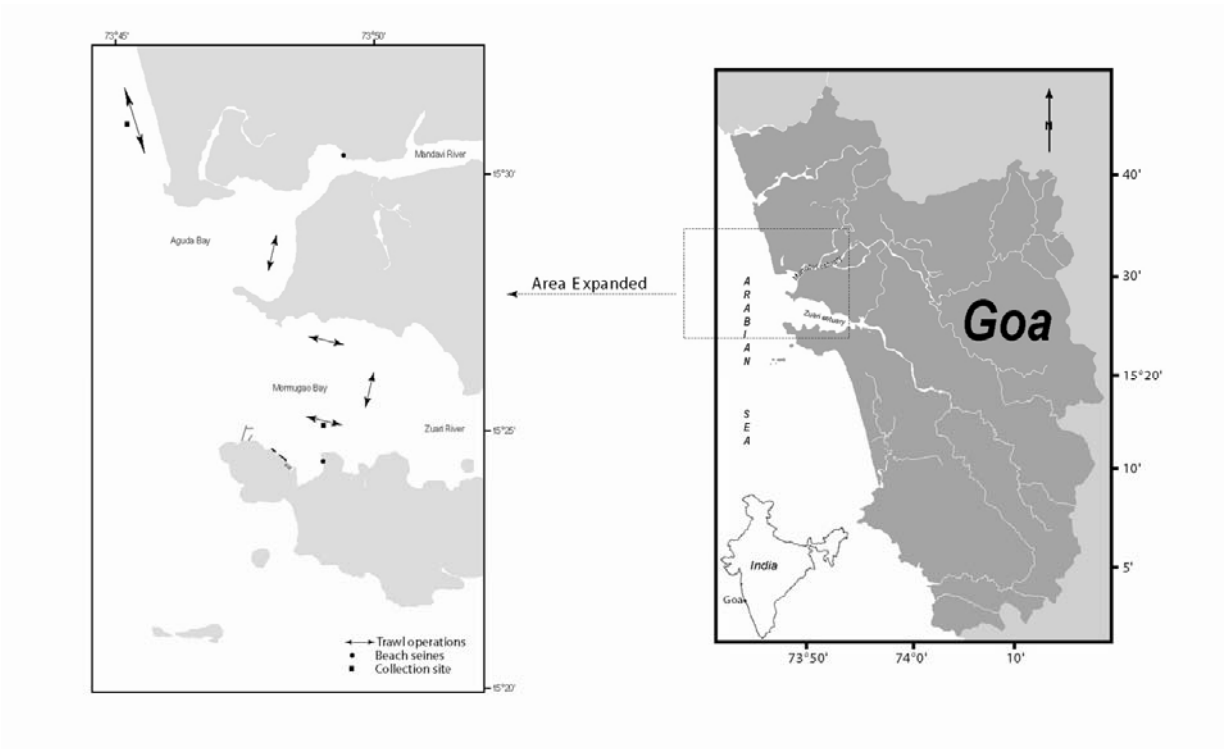 73°45'
73°50'
Mandavi River
15°30'
Aguda Bay
Mormugao Bay
Zuari River
15°25'
Trawl operations
Beach seines
Collection site
15°20'
Area Expanded
N
40'
30'
Goa
ARABIAN
SEA
Zuari estuary
15°20'
10'
5'
India
Goa
73°50'
74°0'
10'